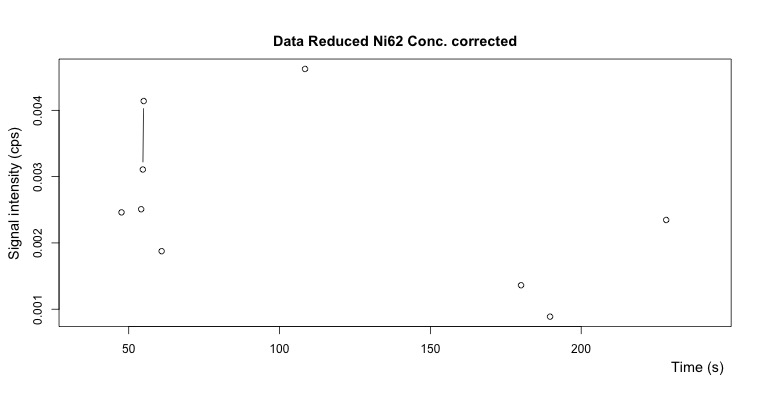 Data Reduced Ni62 Conc. corrected
Signal intensity (cps)
0.004
0.003
0.002
0.001
50 100 150 200
Time (s)